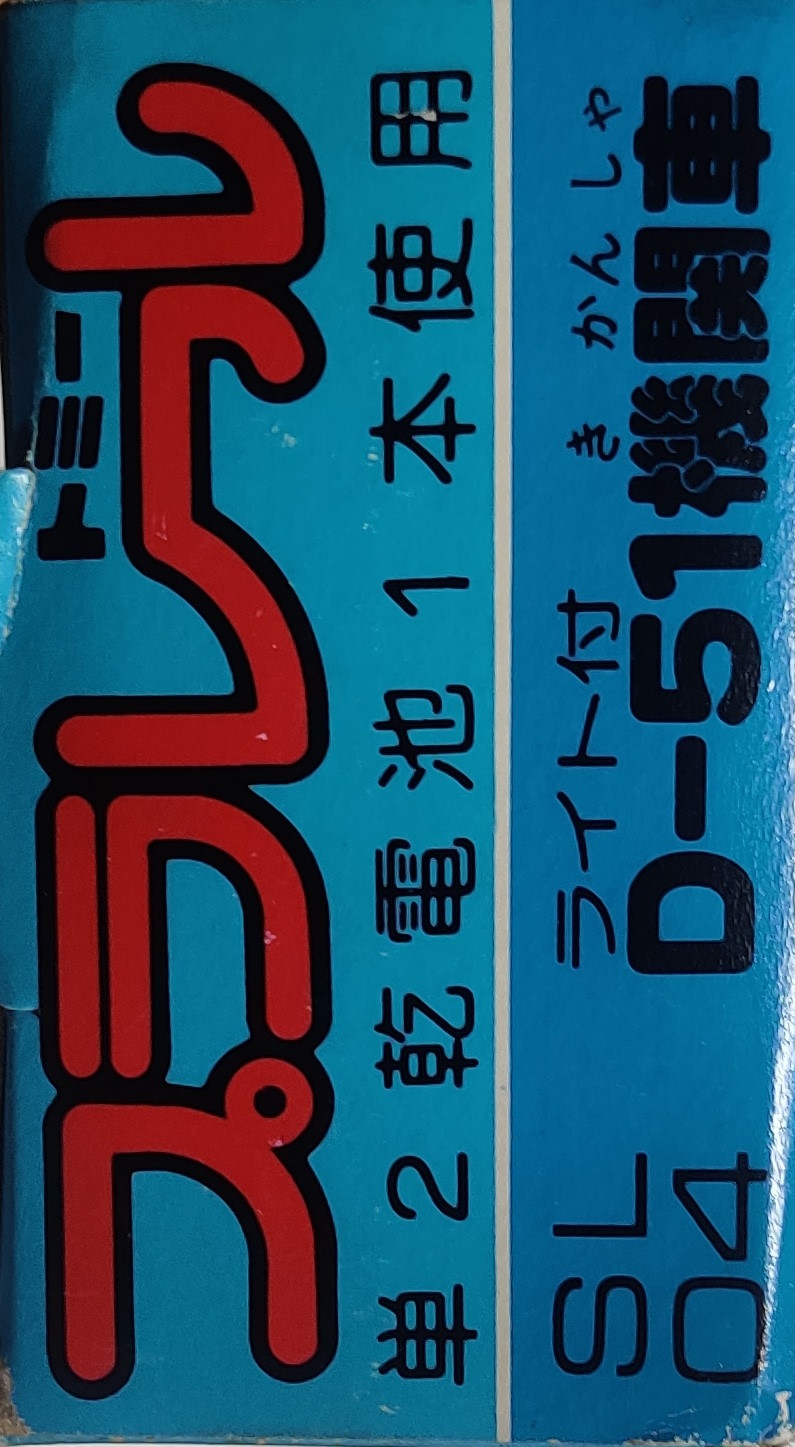 トミー
プラレール
単2乾電池1本使用
SL
04
ライト付
きかんしゃ
D-51機関車